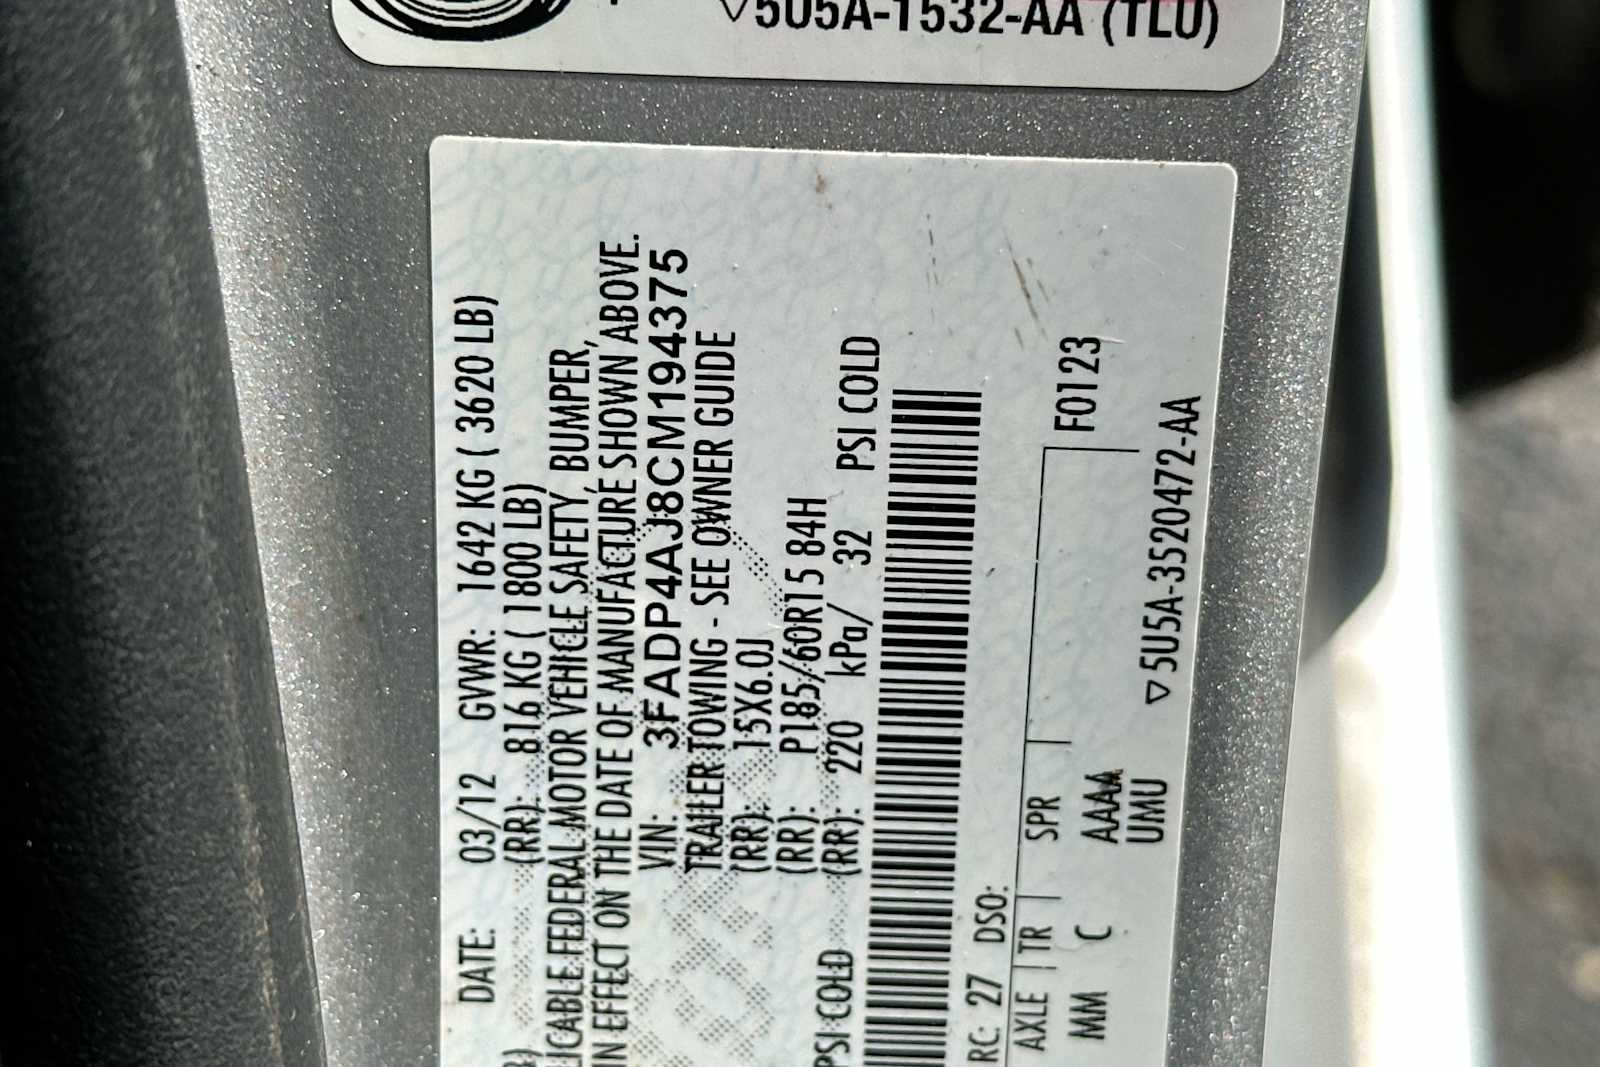 ▽5U5A-1532-AA (TLU)
DATE: 03/12 GVWR: 1642 KG ( 3620 LB)
(RR): 816 KG ( 1800 LB)
FEDERAL MOTOR VEHICLE SAFETY, BUMPER,
IN EFFECT ON THE DATE OF MANUFACTURE SHOWN ABOVE.
VIN: 3FADP4AJ8CM194375
TRAILER TOWING - SEE OWNER GUIDE
(RR): 15X6.0J
(RR): P185/60R15 84H
PSI COLD (RR): 220 kPa/ 32 PSI COLD
RC: 27 DSO:
AXLE TR SPR F0123
MM C AAAA
UMU
▽5U5A-3520472-AA